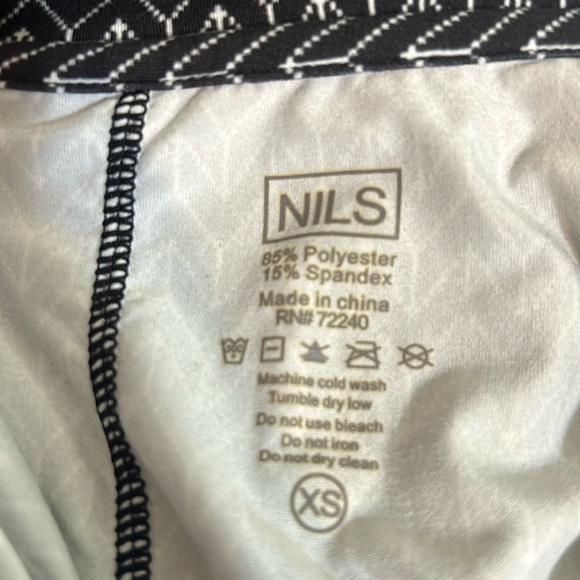 NILS
85% Polyester
15% Spandex
Made in china
RN# 72240
Machine cold wash
Tumble dry low
Do not use bleach
Do not iron
Do not dry clean
XS